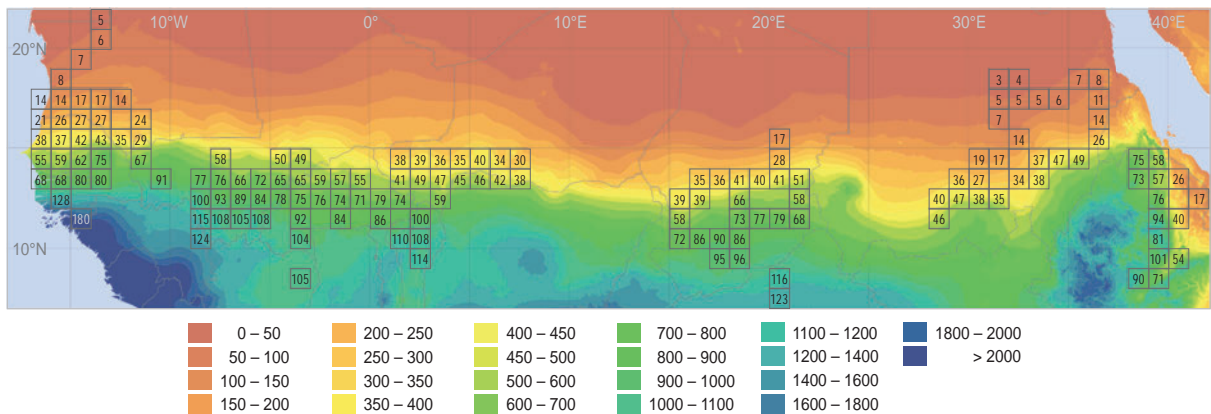 5 10°W 0° 10°E 20°E 30°E 40°E
6
20°N 7
8 3 4 7 8
14 14 17 17 14 5 5 5 6 11
21 26 27 27 24 7 14
38 37 42 43 35 29 17 14 26
55 59 62 75 67 58 50 49 38 39 36 35 40 34 30 28 19 17 37 47 49 75 58
68 68 80 80 91 77 76 66 72 65 65 59 57 55 41 49 47 45 46 42 38 35 36 41 40 41 51 36 27 34 38 73 57 26
128 100 93 89 84 78 75 76 74 71 79 74 59 39 39 66 58 40 47 38 35 76 17
180 115 108 105 108 92 84 86 100 58 73 77 79 68 46 94 40
10°N 124 104 110 108 72 86 90 86 81
114 95 96 101 54
105 116 90 71
123
0 – 50 200 – 250 400 – 450 700 – 800 1100 – 1200 1800 – 2000
50 – 100 250 – 300 450 – 500 800 – 900 1200 – 1400 > 2000
100 – 150 300 – 350 500 – 600 900 – 1000 1400 – 1600
150 – 200 350 – 400 600 – 700 1000 – 1100 1600 – 1800